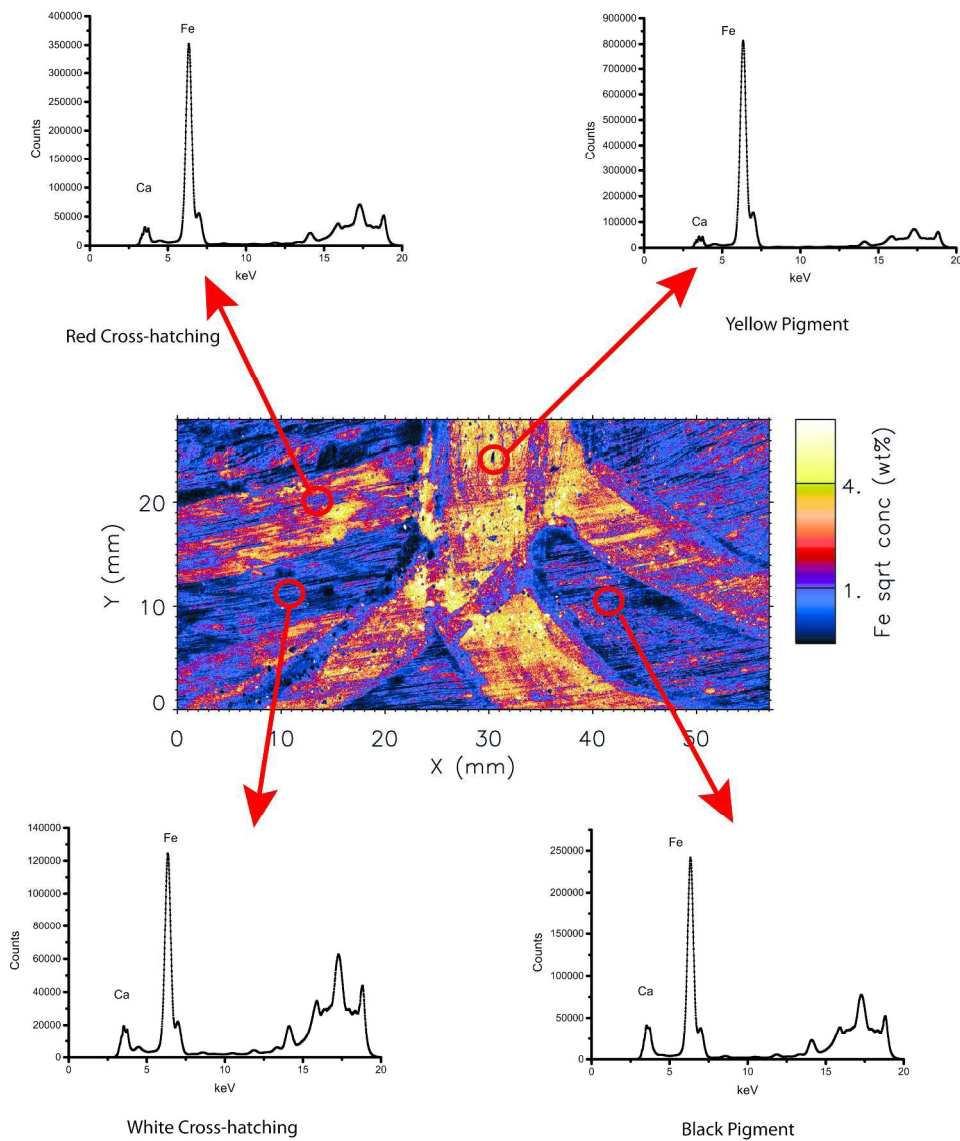 400000
350000
300000
250000
200000
150000
100000
50000
0
Counts
Fe
Ca
0 5 10 15 20
keV
Red Cross-hatching
900000
800000
700000
600000
500000
400000
300000
200000
100000
0
Counts
Fe
Ca
0 5 10 15 20
keV
Yellow Pigment
20
10
0
Y (mm)
0 10 20 30 40 50
X (mm)
4.
1.
Fe sqrt conc (wt%)
140000
120000
100000
80000
60000
40000
20000
0
Counts
Fe
Ca
0 5 10 15 20
keV
White Cross-hatching
250000
200000
150000
100000
50000
0
Counts
Fe
Ca
0 5 10 15 20
keV
Black Pigment